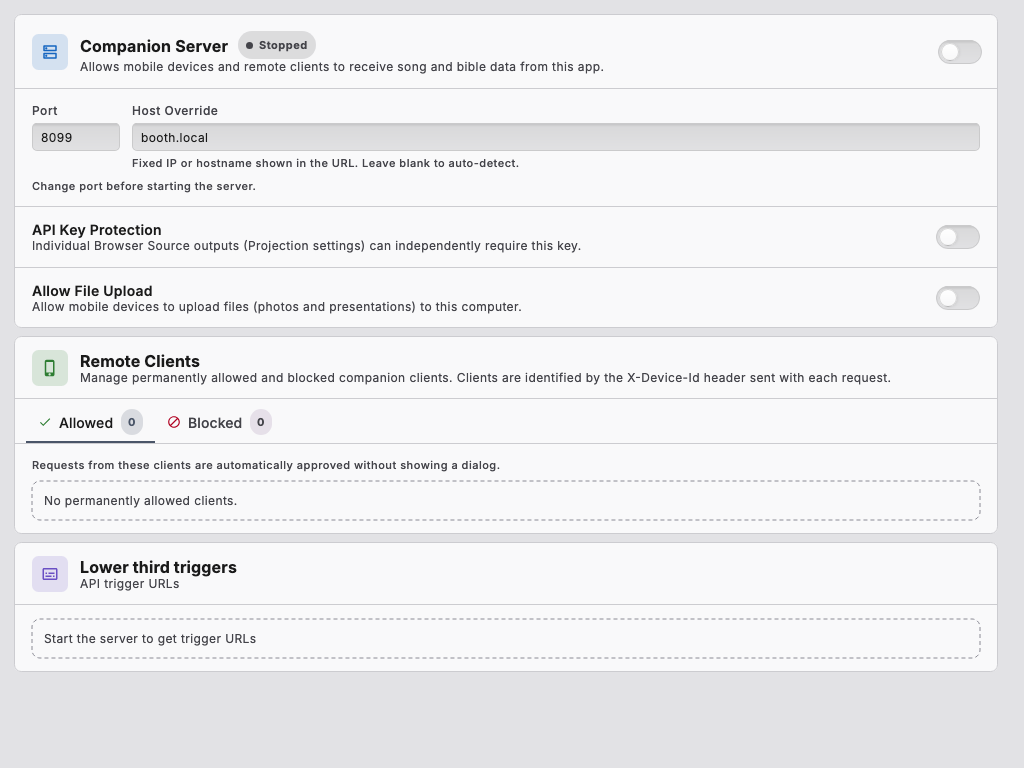 Companion Server
Stopped
Allows mobile devices and remote clients to receive song and bible data from this app.
Port
Host Override
8099
booth.local
Fixed IP or hostname shown in the URL. Leave blank to auto-detect.
Change port before starting the server.
API Key Protection
Individual Browser Source outputs (Projection settings) can independently require this key.
Allow File Upload
Allow mobile devices to upload files (photos and presentations) to this computer.
Remote Clients
Manage permanently allowed and blocked companion clients. Clients are identified by the X-Device-Id header sent with each request.
Allowed 0
Blocked 0
Requests from these clients are automatically approved without showing a dialog.
No permanently allowed clients.
Lower third triggers
API trigger URLs
Start the server to get trigger URLs